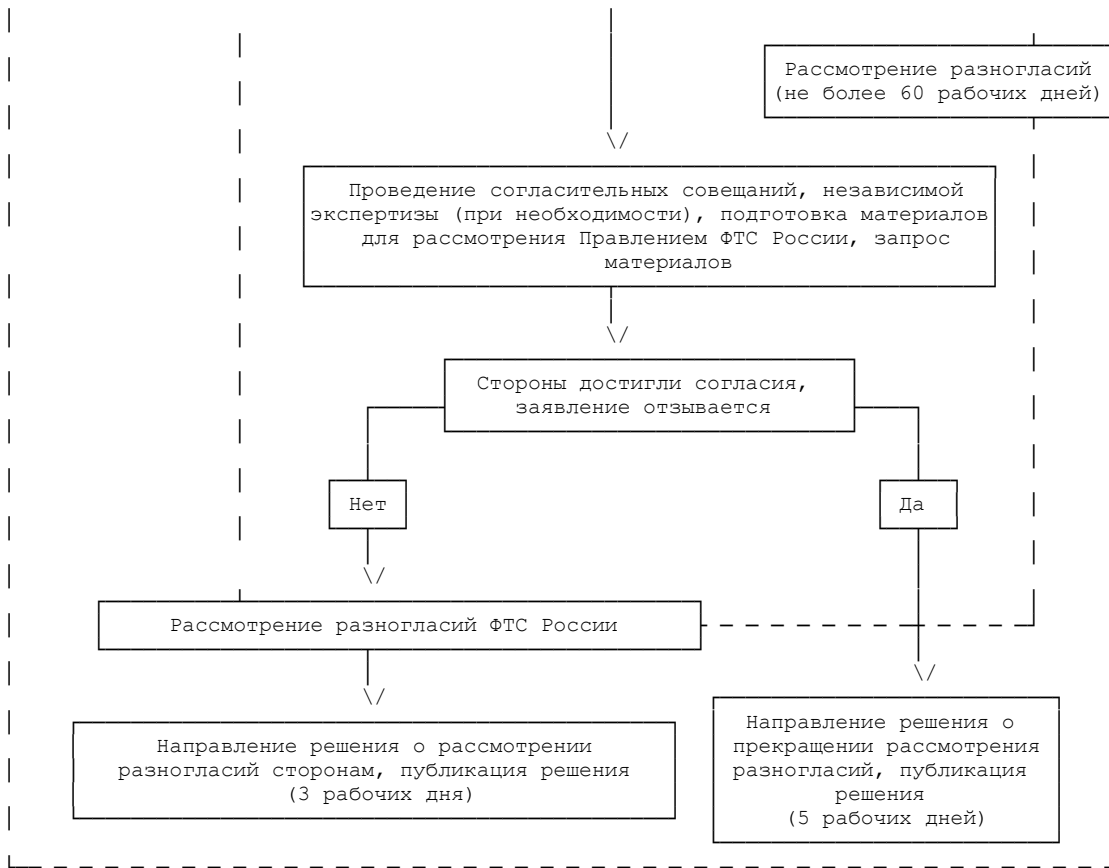 Рассмотрение разногласий
(не более 60 рабочих дней)
Проведение согласительных совещаний, независимой
экспертизы (при необходимости), подготовка материалов
для рассмотрения Правлением ФТС России, запрос
материалов
Стороны достигли согласия,
заявление отзывается
Нет
Да
Рассмотрение разногласий ФТС России
Направление решения о рассмотрении
разногласий сторонам, публикация решения
(3 рабочих дня)
Направление решения о
прекращении рассмотрения
разногласий, публикация
решения
(5 рабочих дней)